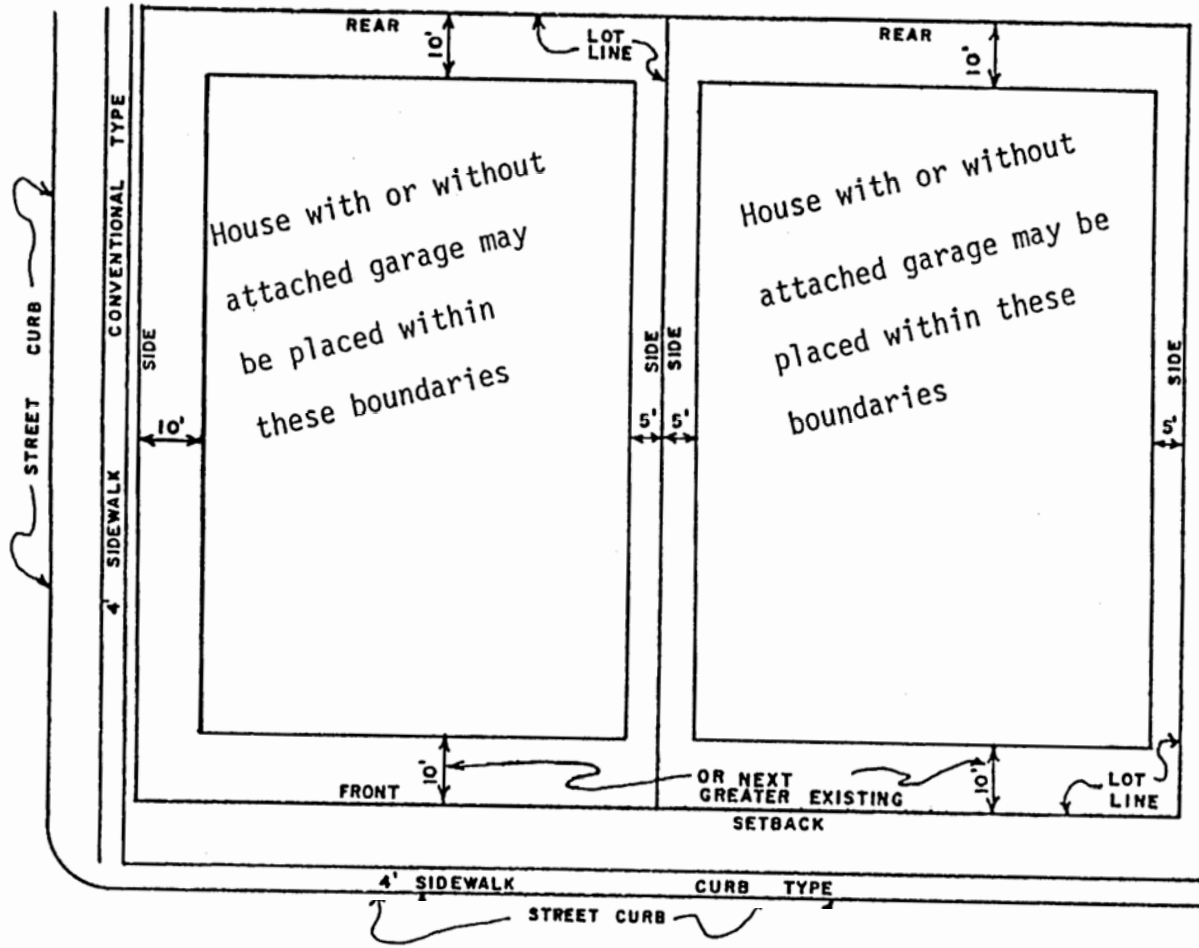 REAR
10'
LOT
LINE
REAR
10'
STREET CURB
4' SIDEWALK CONVENTIONAL TYPE
SIDE
House with or without
attached garage may
be placed within
these boundaries
10'
SIDE
5'
SIDE
5'
House with or without
attached garage may be
placed within these
boundaries
SIDE
5'
10'
FRONT
OR NEXT
GREATER EXISTING
SETBACK
10'
LOT
LINE
4' SIDEWALK CURB TYPE
STREET CURB